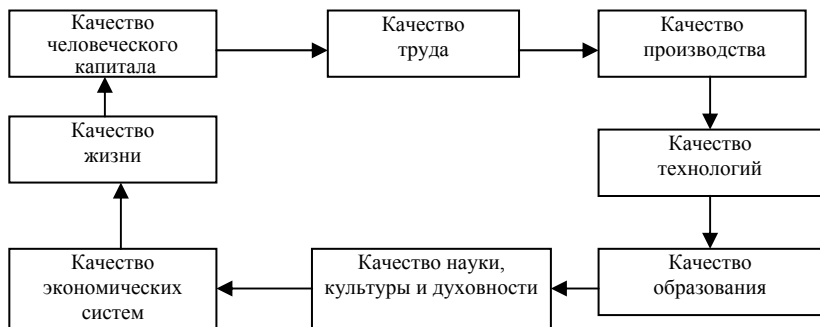 Качество
человеческого
капитала
Качество
труда
Качество
производства
Качество
жизни
Качество
технологий
Качество
экономических
систем
Качество науки,
культуры и духовности
Качество
образования